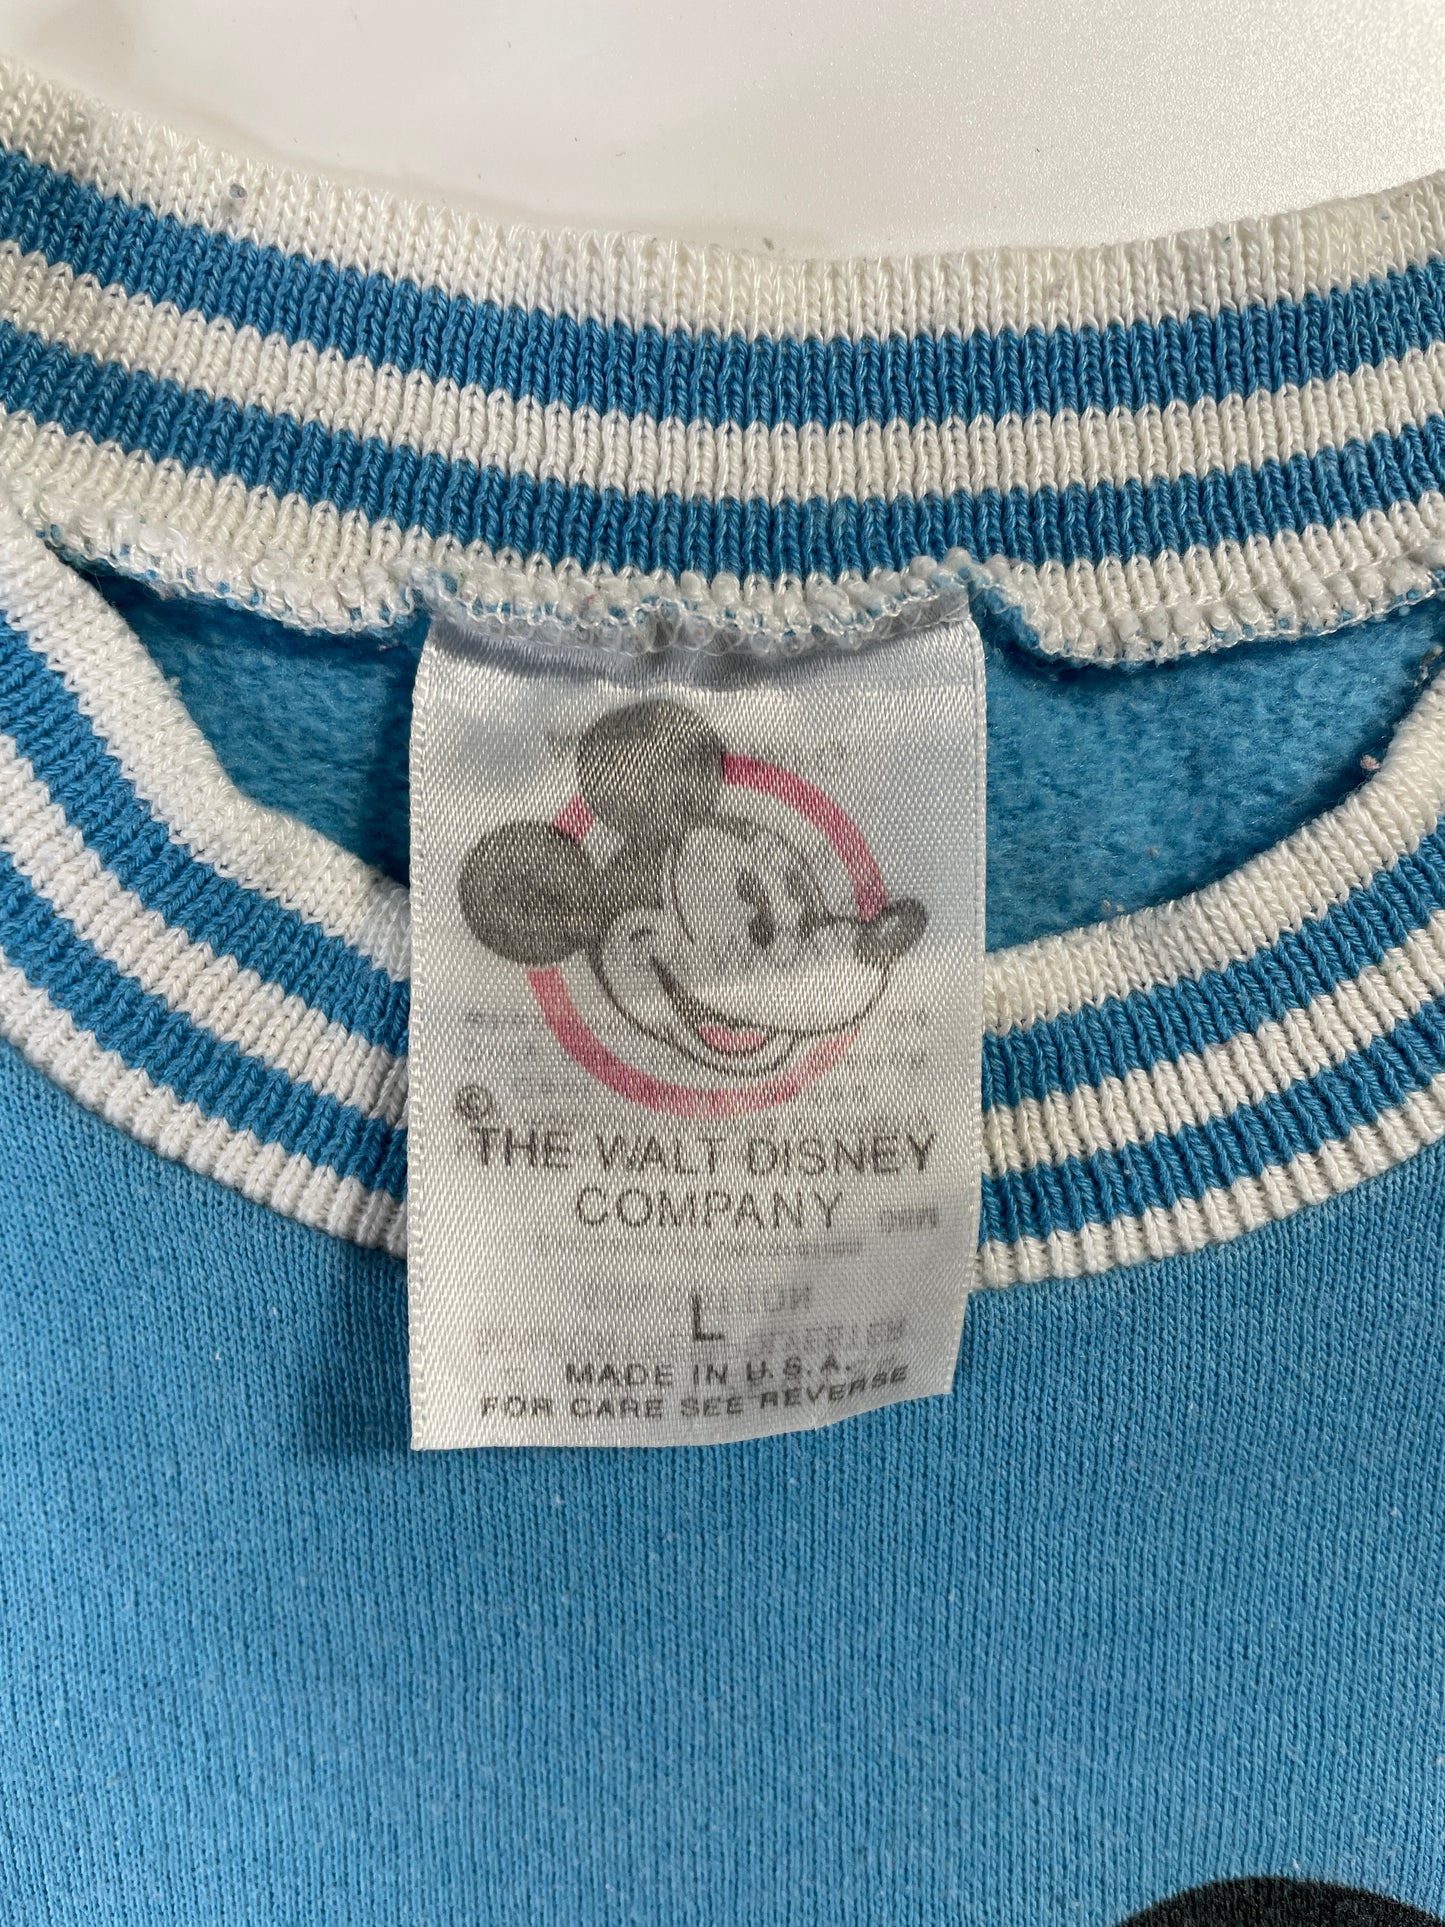 ©
THE WALT DISNEY
COMPANY
L
MADE IN U.S.A.
FOR CARE SEE REVERSE